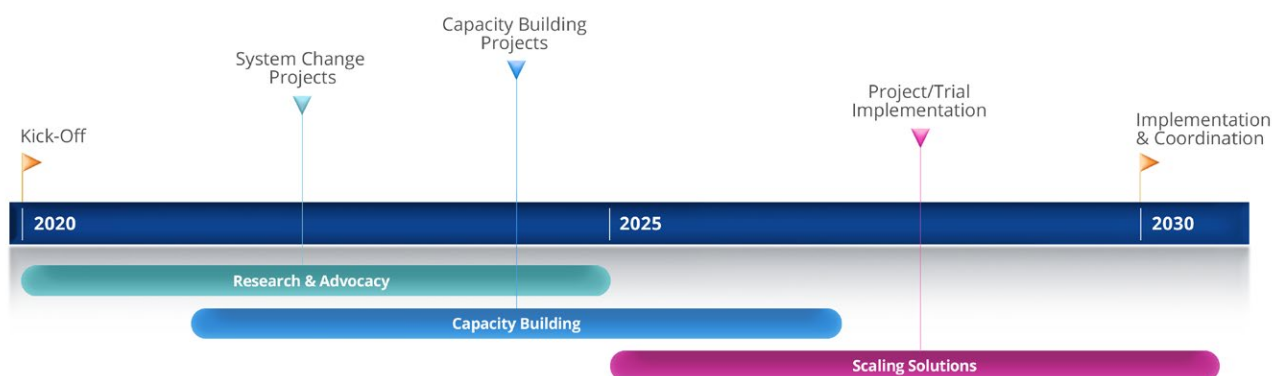 Capacity Building
Projects
System Change
Projects
Project/Trial
Implementation
Implementation
& Coordination
Kick-Off
2020
2025
2030
Research & Advocacy
Capacity Building
Scaling Solutions